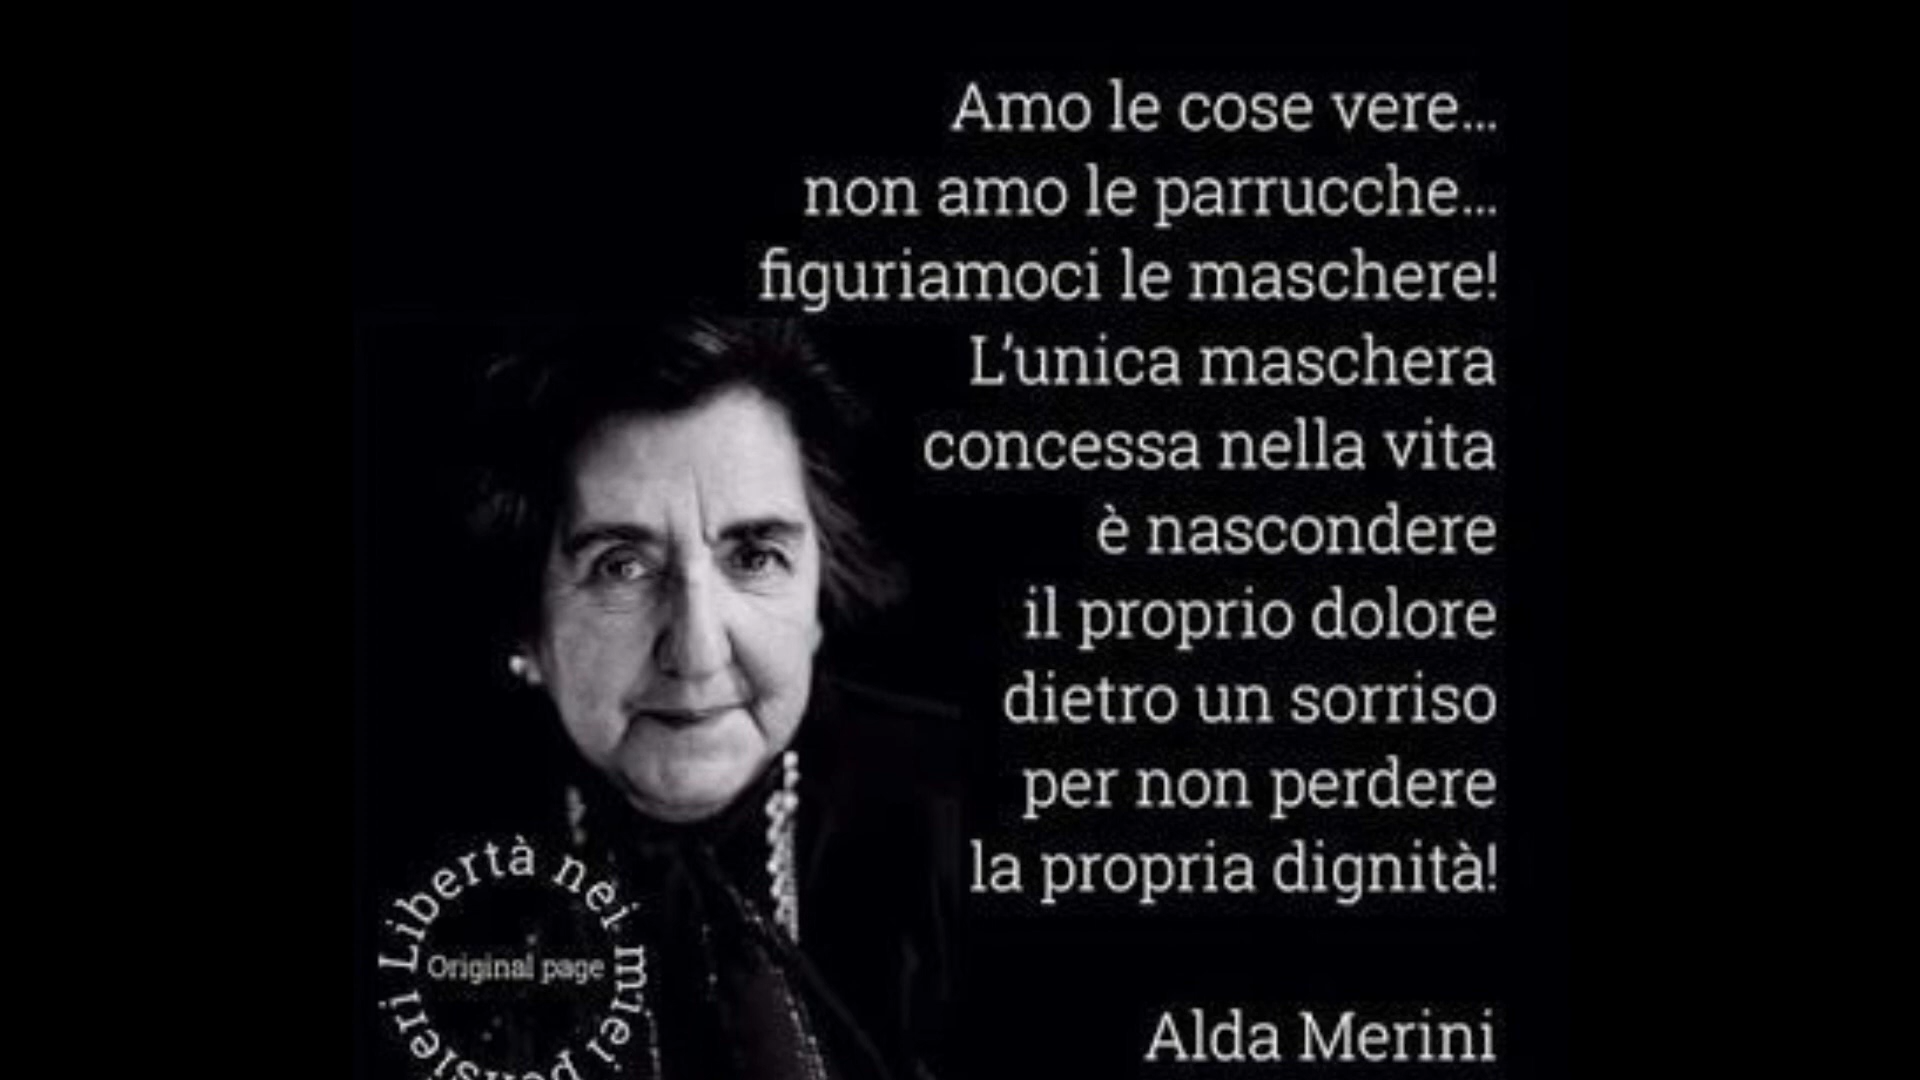 Amo le cose vere...
non amo le parrucche...
figuriamoci le maschere!
L'unica maschera
concessa nella vita
è nascondere
il proprio dolore
dietro un sorriso
per non perdere
la propria dignità!
Alda Merini
Libertà nei miei pensieri
Original page